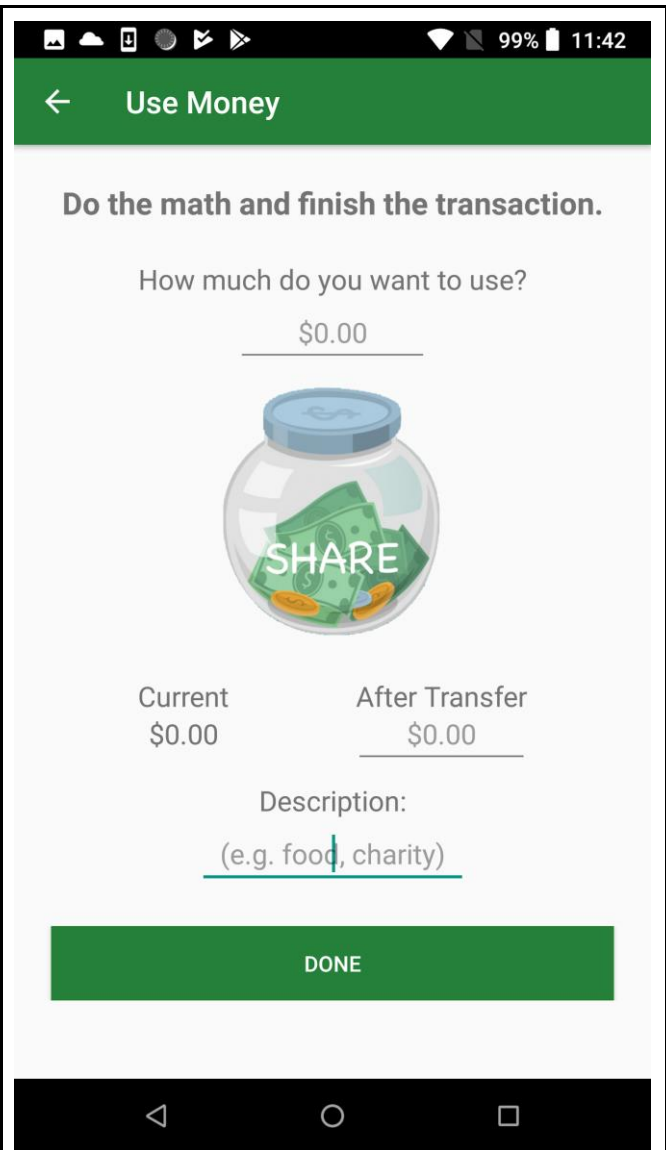 99% 11:42
Use Money
Do the math and finish the transaction.
How much do you want to use?
$0.00
SHARE
Current After Transfer
$0.00 $0.00
Description:
(e.g. food, charity)
DONE